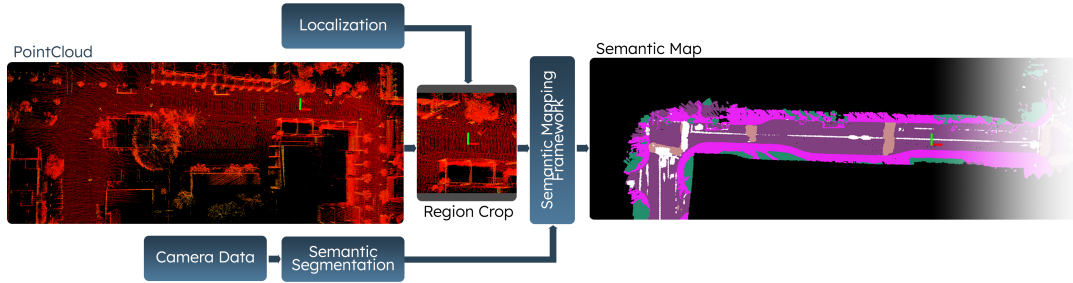 Localization
PointCloud
Semantic Map
Semantic Mapping
Framework
Region Crop
Camera Data
Semantic
Segmentation